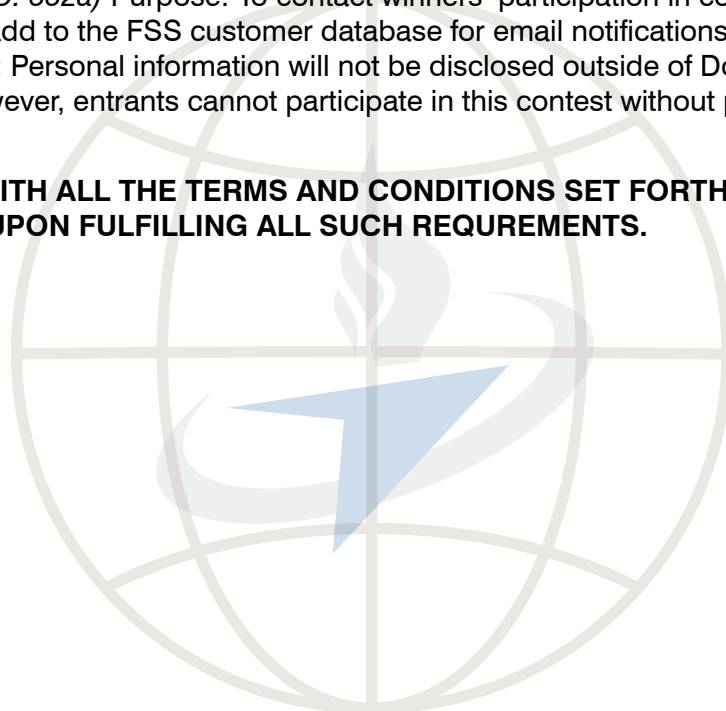 552a) Purpose: To contact winners' participation in co
add to the FSS customer database for email notifications
: Personal information will not be disclosed outside of Do
wever, entrants cannot participate in this contest without p
ITH ALL THE TERMS AND CONDITIONS SET FORTH
UPON FULFILLING ALL SUCH REQUREMENTS.